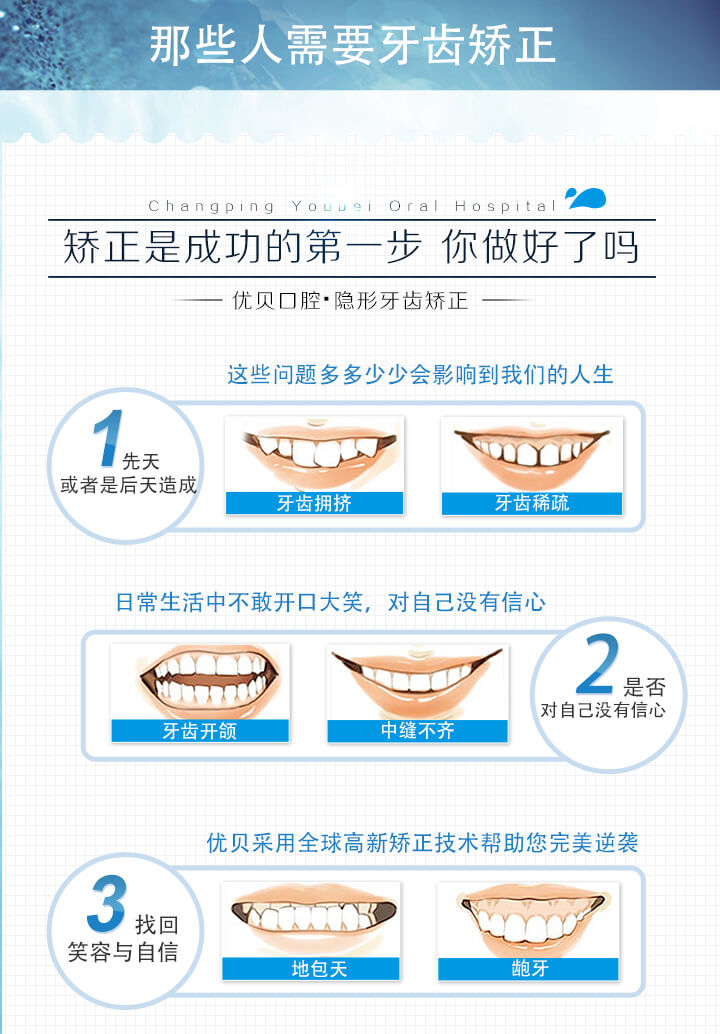 那些人需要牙齿矫正
Changping Youbei Oral Hospital
矫正是成功的第一步 你做好了吗
优贝口腔·隐形牙齿矫正
这些问题多多少少会影响到我们的人生
1先天
或者是后天造成
牙齿拥挤
牙齿稀疏
日常生活中不敢开口大笑，对自己没有信心
牙齿开颌
中缝不齐
2是否
对自己没有信心
优贝采用全球高新矫正技术帮助您完美逆袭
3找回
笑容与自信
地包天
龅牙